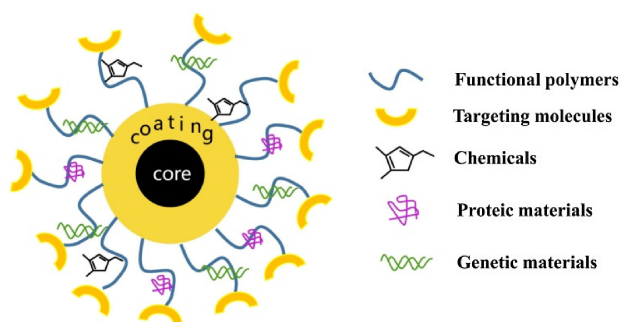 coating
core
Functional polymers
Targeting molecules
Chemicals
Proteic materials
Genetic materials